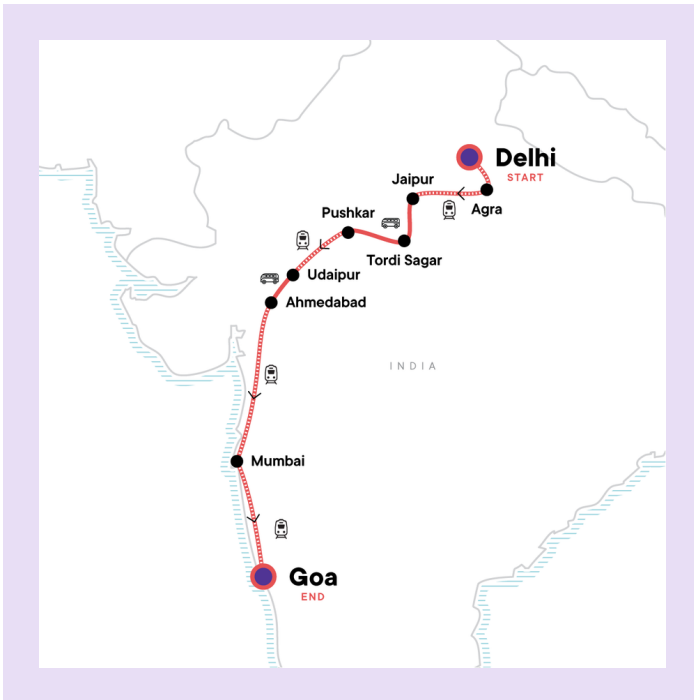 Delhi
START
Jaipur
Agra
Pushkar
Tordi Sagar
Udaipur
Ahmedabad
INDIA
Mumbai
Goa
END